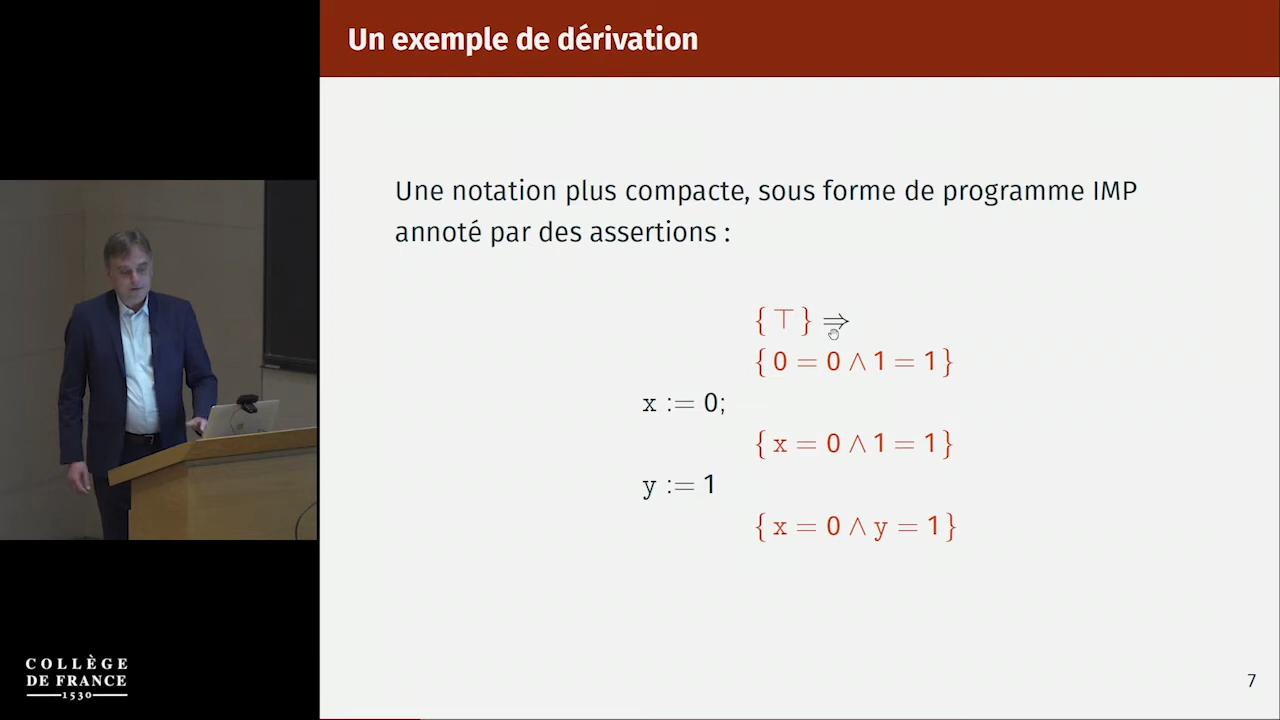 Un exemple de dérivation
Une notation plus compacte, sous forme de programme IMP
annoté par des assertions :
{ ⊤ } ⇒
{ 0 = 0 ∧ 1 = 1 }
x := 0;
{ x = 0 ∧ 1 = 1 }
y := 1
{ x = 0 ∧ y = 1 }
COLLÈGE
DE FRANCE
1530
7